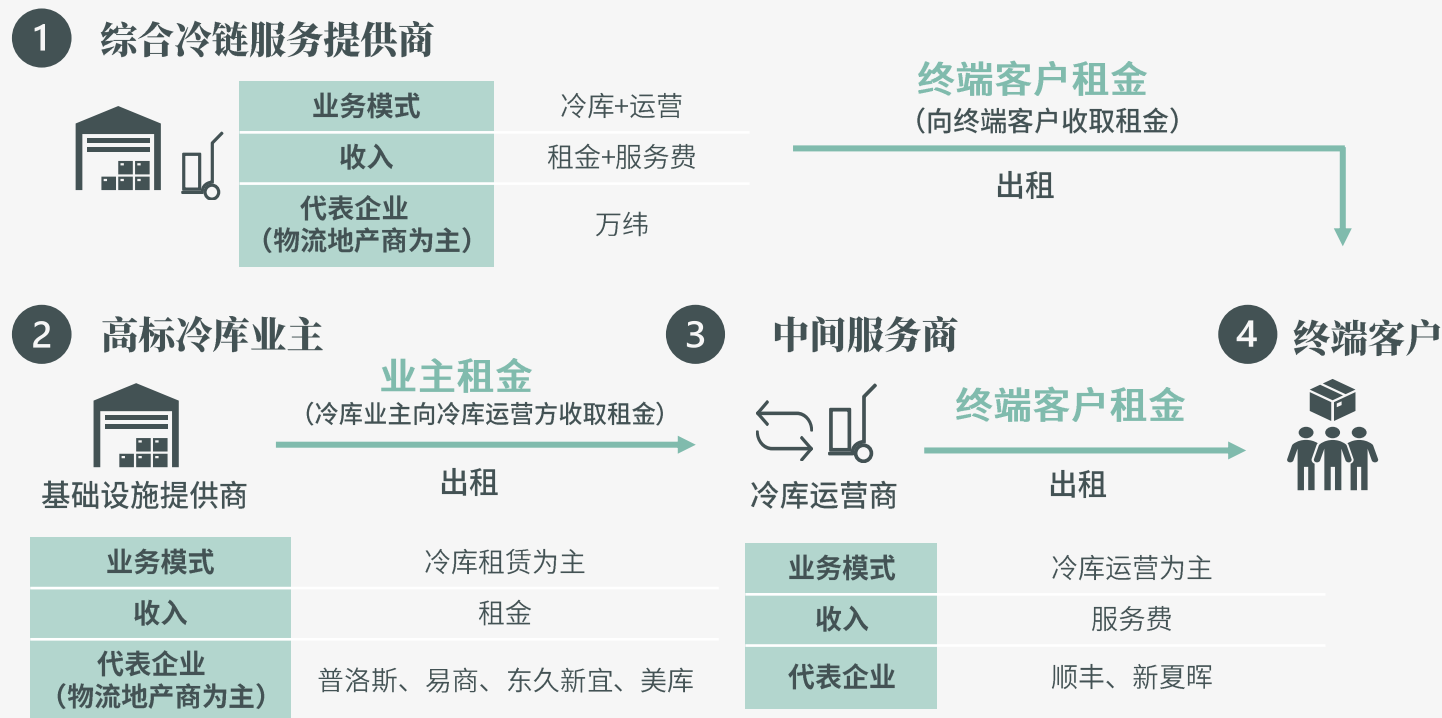 1 综合冷链服务提供商
业务模式 冷库+运营
收入 租金+服务费
代表企业
（物流地产商为主） 万纬
终端客户租金
（向终端客户收取租金）
出租
2 高标冷库业主
业主租金
（冷库业主向冷库运营方收取租金）
出租
基础设施提供商
业务模式 冷库租赁为主
收入 租金
代表企业
（物流地产商为主） 普洛斯、易商、东久新宜、美库
3 中间服务商
终端客户租金
出租
冷库运营商
业务模式 冷库运营为主
收入 服务费
代表企业 顺丰、新夏晖
4 终端客户